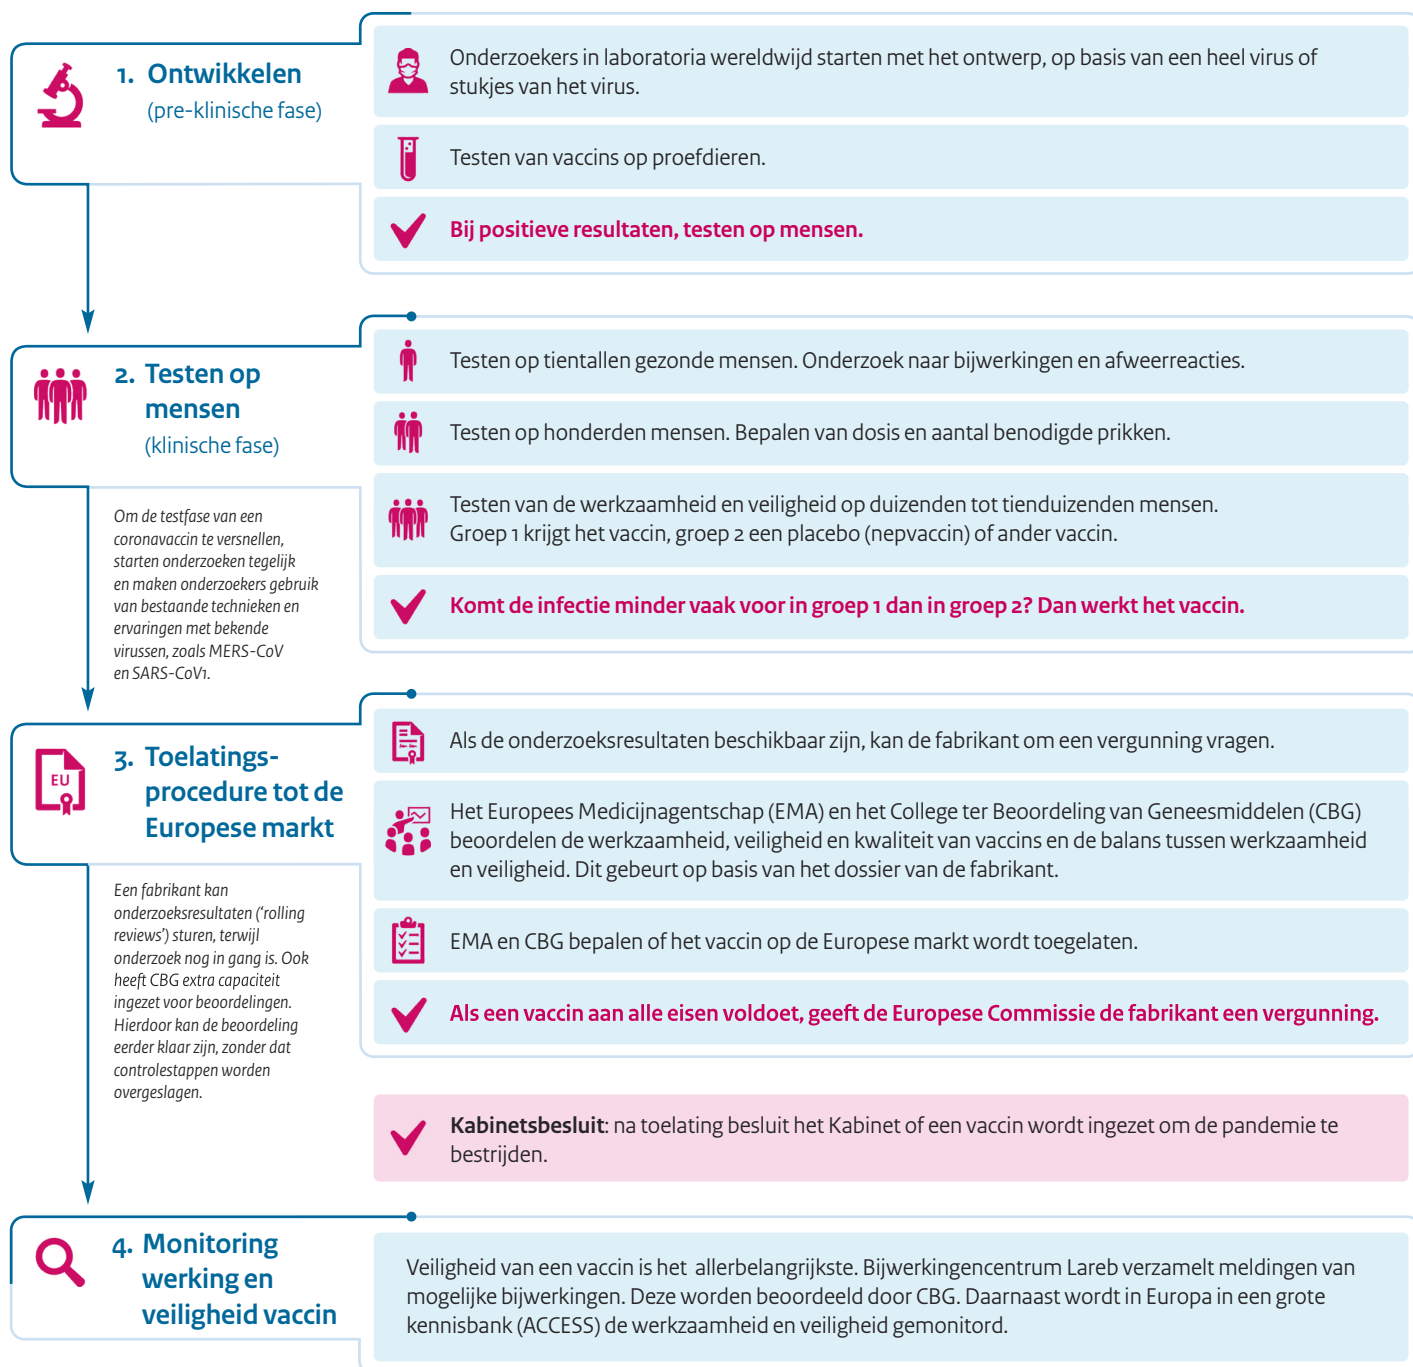 1. Ontwikkelen
(pre-klinische fase)
Onderzoekers in laboratoria wereldwijd starten met het ontwerp, op basis van een heel virus of
stukjes van het virus.
Testen van vaccins op proefdieren.
Bij positieve resultaten, testen op mensen.
2. Testen op
mensen
(klinische fase)
Testen op tientallen gezonde mensen. Onderzoek naar bijwerkingen en afweerreacties.
Testen op honderden mensen. Bepalen van dosis en aantal benodigde prikken.
Testen van de werkzaamheid en veiligheid op duizenden tot tienduizenden mensen.
Groep 1 krijgt het vaccin, groep 2 een placebo (nepvaccin) of ander vaccin.
Komt de infectie minder vaak voor in groep 1 dan in groep 2? Dan werkt het vaccin.
Om de testfase van een
coronavaccin te versnellen,
starten onderzoeken tegelijk
en maken onderzoekers gebruik
van bestaande technieken en
ervaringen met bekende
virussen, zoals MERS-CoV
en SARS-CoV1.
EU
3. Toelatings-
procedure tot de
Europese markt
Als de onderzoeksresultaten beschikbaar zijn, kan de fabrikant om een vergunning vragen.
Het Europees Medicijnagentschap (EMA) en het College ter Beoordeling van Geneesmiddelen (CBG)
beoordelen de werkzaamheid, veiligheid en kwaliteit van vaccins en de balans tussen werkzaamheid
en veiligheid. Dit gebeurt op basis van het dossier van de fabrikant.
EMA en CBG bepalen of het vaccin op de Europese markt wordt toegelaten.
Als een vaccin aan alle eisen voldoet, geeft de Europese Commissie de fabrikant een vergunning.
Een fabrikant kan
onderzoeksresultaten (‘rolling
reviews’) sturen, terwijl
onderzoek nog in gang is. Ook
heeft CBG extra capaciteit
ingezet voor beoordelingen.
Hierdoor kan de beoordeling
eerder klaar zijn, zonder dat
controlestappen worden
overgeslagen.
Kabinetsbesluit: na toelating besluit het Kabinet of een vaccin wordt ingezet om de pandemie te
bestrijden.
4. Monitoring
werking en
veiligheid vaccin
Veiligheid van een vaccin is het allerbelangrijkste. Bijwerkingencentrum Lareb verzamelt meldingen van
mogelijke bijwerkingen. Deze worden beoordeeld door CBG. Daarnaast wordt in Europa in een grote
kennisbank (ACCESS) de werkzaamheid en veiligheid gemonitord.